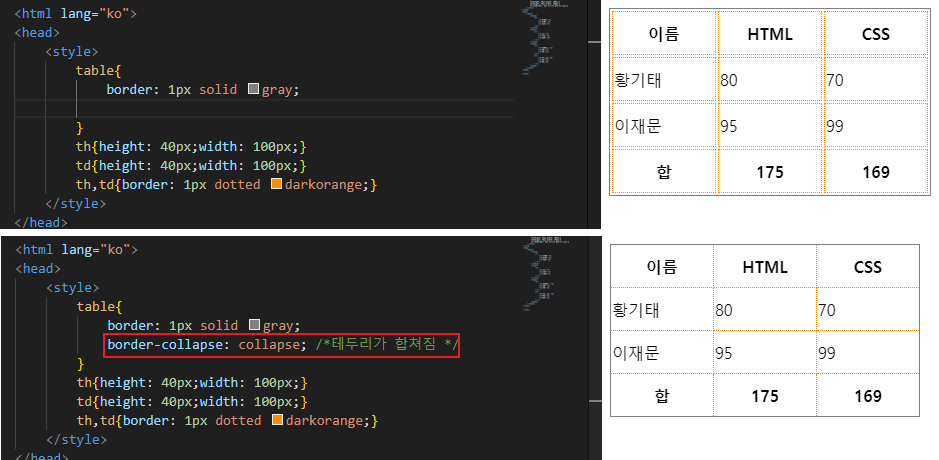 <html lang="ko">
<head>
<style>
table{
border: 1px solid gray;
}
th{height: 40px;width: 100px;}
td{height: 40px;width: 100px;}
th,td{border: 1px dotted darkorange;}
</style>
</head>
이름 HTML CSS
황기태 80 70
이재문 95 99
합 175 169
<html lang="ko">
<head>
<style>
table{
border: 1px solid gray;
border-collapse: collapse; /*테두리가 합쳐짐 */
}
th{height: 40px;width: 100px;}
td{height: 40px;width: 100px;}
th,td{border: 1px dotted darkorange;}
</style>
</head>
이름 HTML CSS
황기태 80 70
이재문 95 99
합 175 169